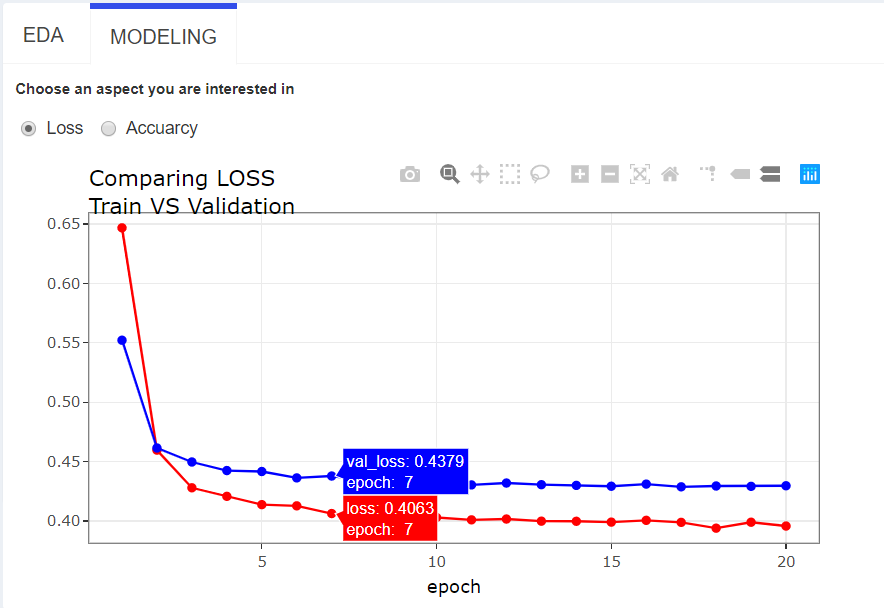 EDA MODELING
Choose an aspect you are interested in
Loss Accuarcy
Comparing LOSS
Train VS Validation
0.65
0.60
0.55
0.50
0.45
0.40
val_loss: 0.4379
epoch: 7
loss: 0.4063
epoch: 7
5 10 15 20
epoch